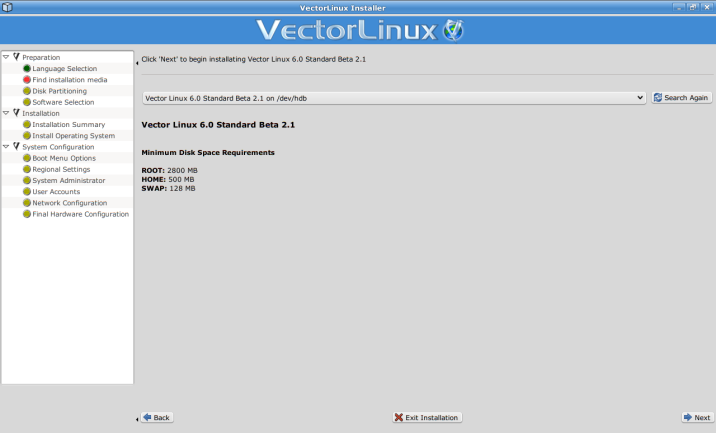 VectorLinux Installer
VectorLinux
Preparation
Language Selection
Find installation media
Disk Partitioning
Software Selection
Installation
Installation Summary
Install Operating System
System Configuration
Boot Menu Options
Regional Settings
System Administrator
User Accounts
Network Configuration
Final Hardware Configuration
Click 'Next' to begin installating Vector Linux 6.0 Standard Beta 2.1
Vector Linux 6.0 Standard Beta 2.1 on /dev/hdb
Search Again
Vector Linux 6.0 Standard Beta 2.1
Minimum Disk Space Requirements
ROOT: 2800 MB
HOME: 500 MB
SWAP: 128 MB
Back
Exit Installation
Next